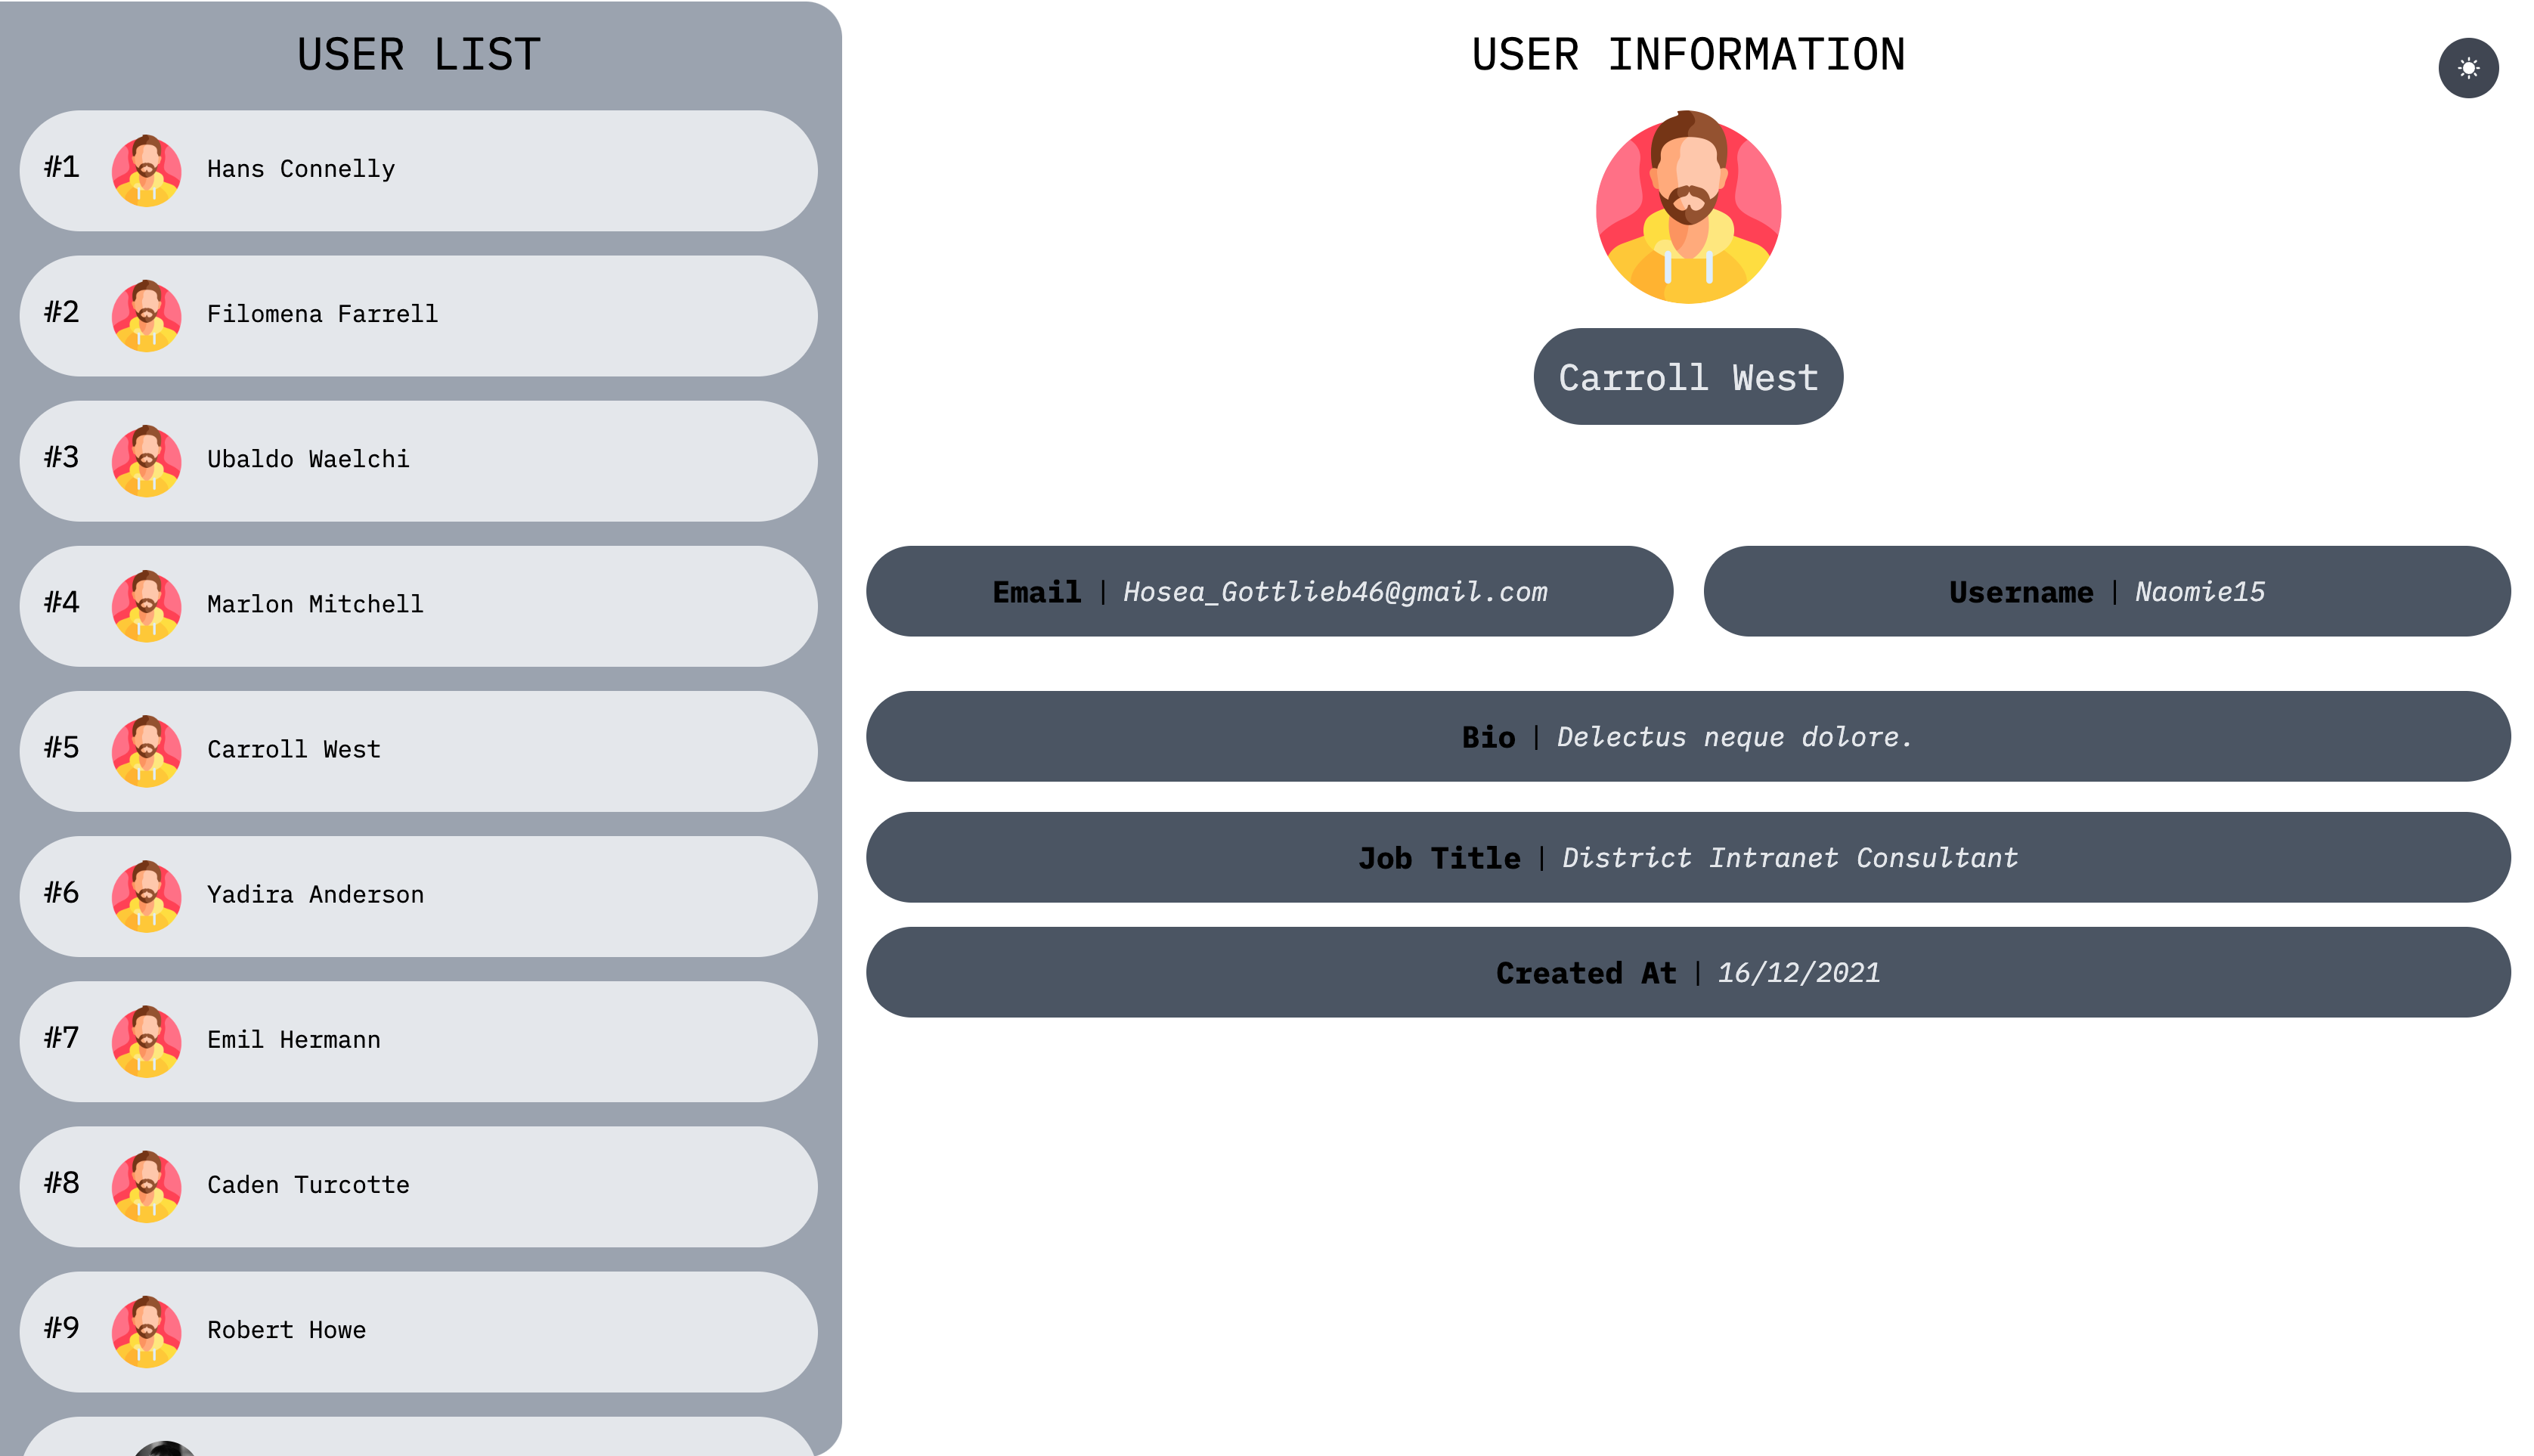 USER LIST
#1 Hans Connelly
#2 Filomena Farrell
#3 Ubaldo Waelchi
#4 Marlon Mitchell
#5 Carroll West
#6 Yadira Anderson
#7 Emil Hermann
#8 Caden Turcotte
#9 Robert Howe
USER INFORMATION
Carroll West
Email | Hosea_Gottlieb46@gmail.com
Username | Naomie15
Bio | Delectus neque dolore.
Job Title | District Intranet Consultant
Created At | 16/12/2021